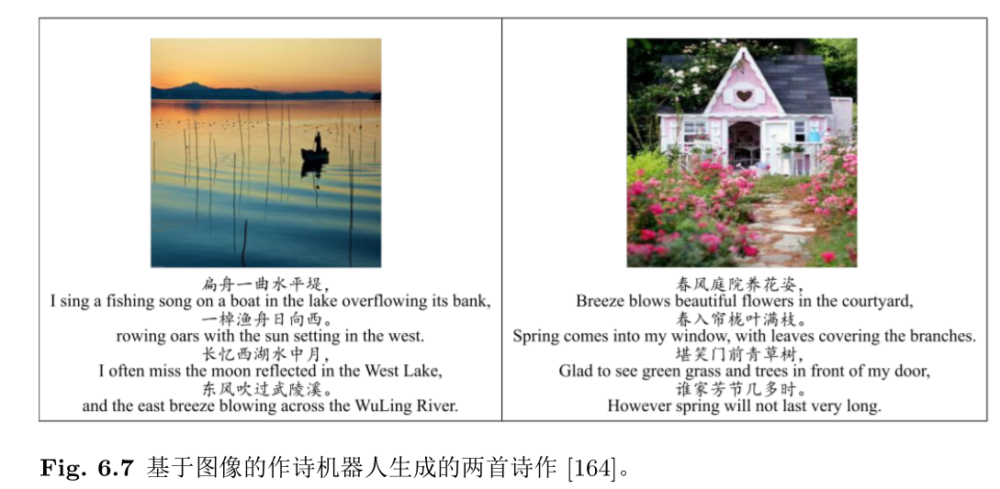 扁舟一曲水平堤，
I sing a fishing song on a boat in the lake overflowing its bank,
一棹渔舟日向西。
rowing oars with the sun setting in the west.
长忆西湖水中月，
I often miss the moon reflected in the West Lake,
东风吹过武陵溪。
and the east breeze blowing across the WuLing River.
春风庭院养花姿，
Breeze blows beautiful flowers in the courtyard,
春入帘栊叶满枝。
Spring comes into my window, with leaves covering the branches.
堪笑门前青草树，
Glad to see green grass and trees in front of my door,
谁家芳节几多时。
However spring will not last very long.
Fig. 6.7 基于图像的作诗机器人生成的两首诗作 [164]。